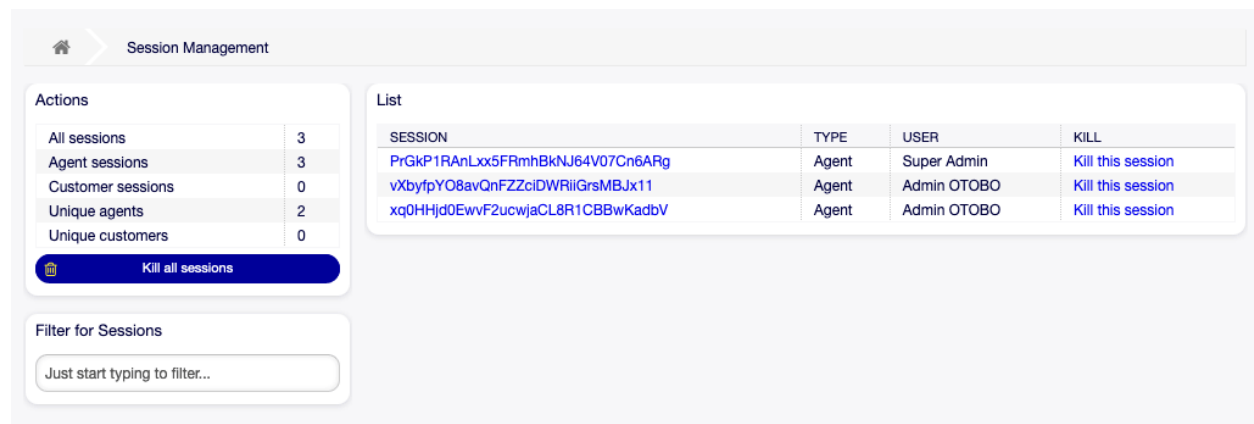 Session Management
Actions
All sessions 3
Agent sessions 3
Customer sessions 0
Unique agents 2
Unique customers 0
Kill all sessions
Filter for Sessions
Just start typing to filter...
List
SESSION TYPE USER KILL
PrGkP1RAnLxx5FRmhBkNJ64V07Cn6ARg Agent Super Admin Kill this session
vXbyfpYO8avQnFZZciDWRiiGrsMBJx11 Agent Admin OTOBO Kill this session
xq0HHjd0EwvF2ucwjaCL8R1CBBwKadbV Agent Admin OTOBO Kill this session